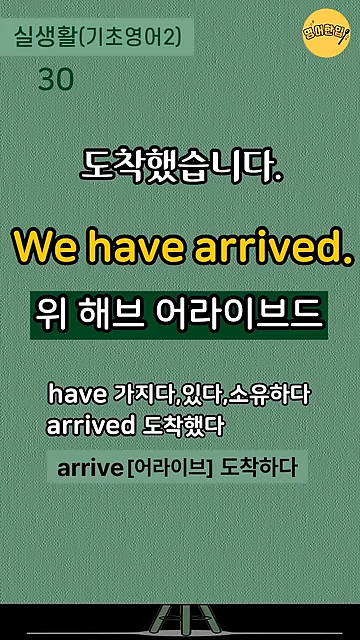 실생활(기초영어2)
영어한입
30
도착했습니다.
We have arrived.
위 해브 어라이브드
have 가지다,있다,소유하다
arrived 도착했다
arrive [어라이브] 도착하다